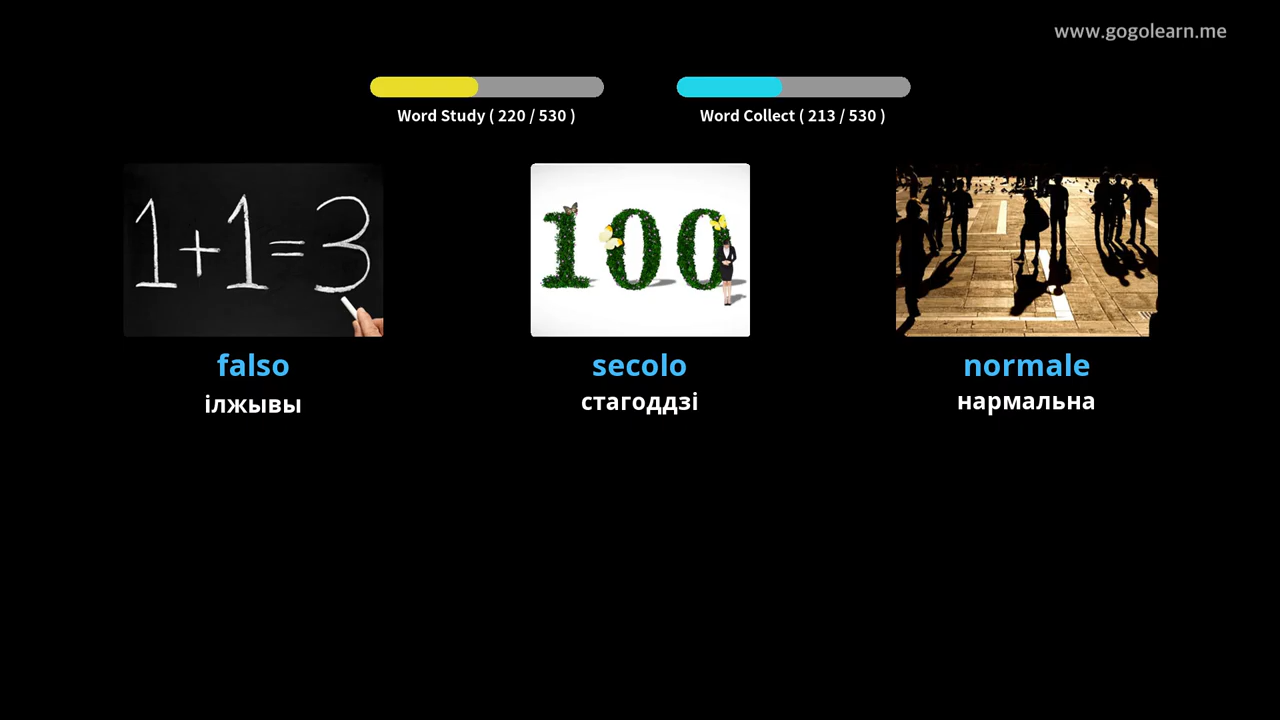 www.gogolearn.me
Word Study ( 220 / 530 )
Word Collect ( 213 / 530 )
1+1=3
100
falso
secolo
normale
ілжывы
стагоддзі
нармальна